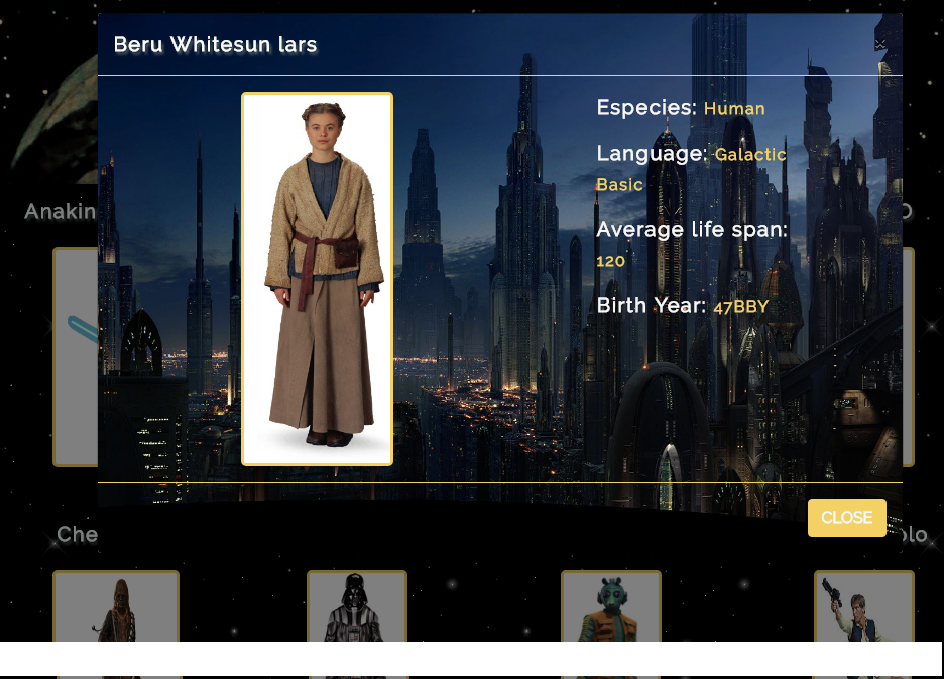 Beru Whitesun lars
×
Especies: Human
Language: Galactic
Basic
Average life span:
120
Birth Year: 47BBY
Anakin
O
CLOSE
Che
olo